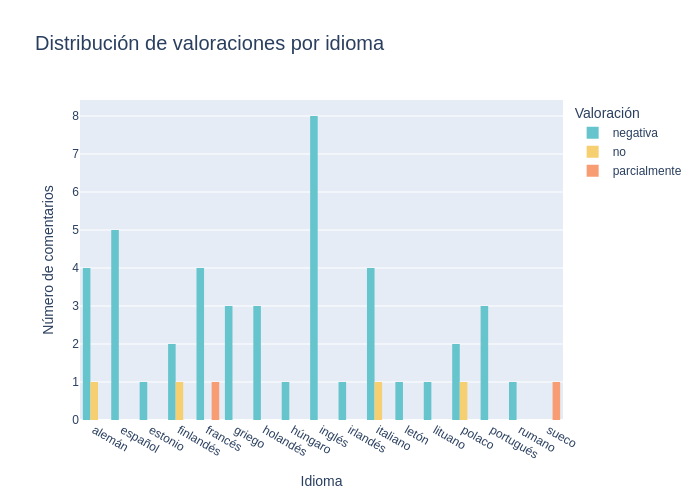 Distribución de valoraciones por idioma
Valoración
negativa
no
parcialmente
Número de comentarios
8
7
6
5
4
3
2
1
0
alemán
español
estonio
finlandés
francés
griego
holandés
húngaro
inglés
irlandés
italiano
letón
lituano
polaco
portugués
rumano
sueco
Idioma